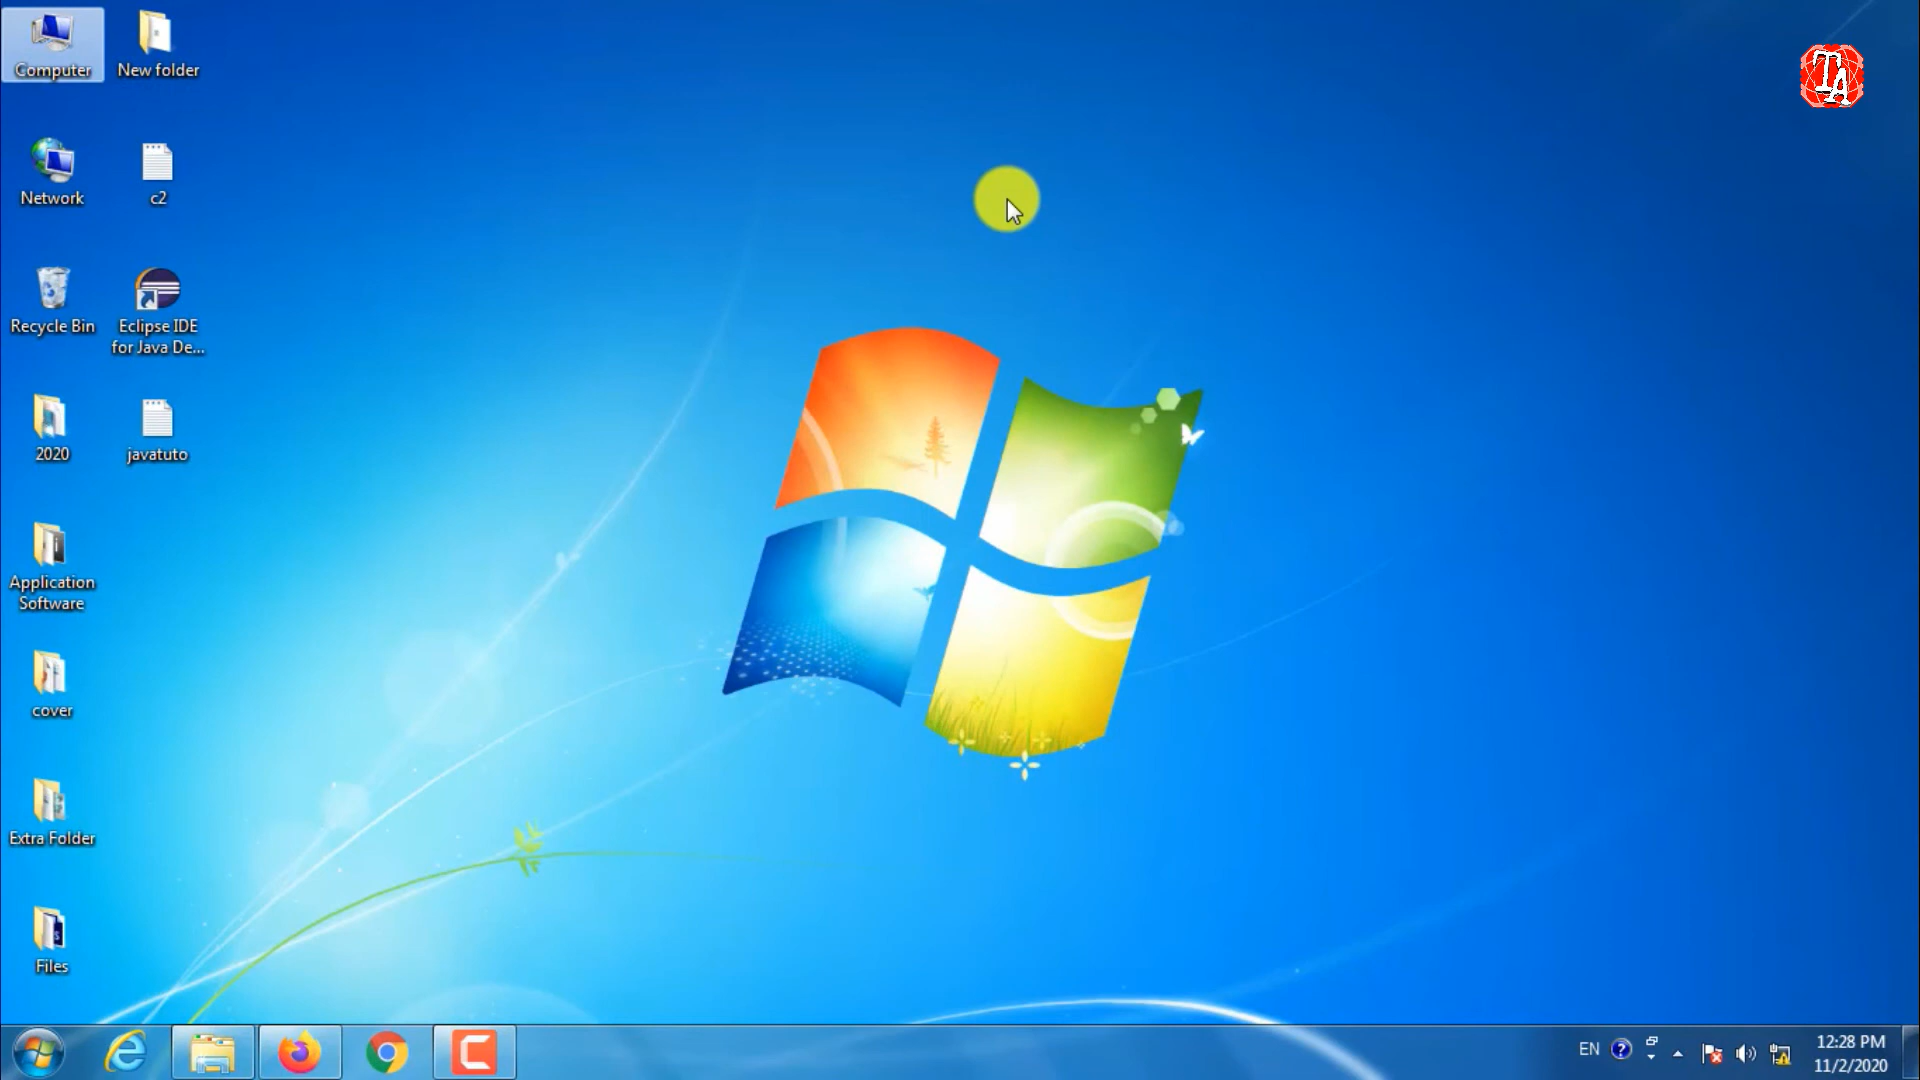 Computer
New folder
TA
Network
c2
Recycle Bin
Eclipse IDE
for Java De...
2020
javatuto
Application
Software
cover
Extra Folder
Files
EN
12:28 PM
11/2/2020